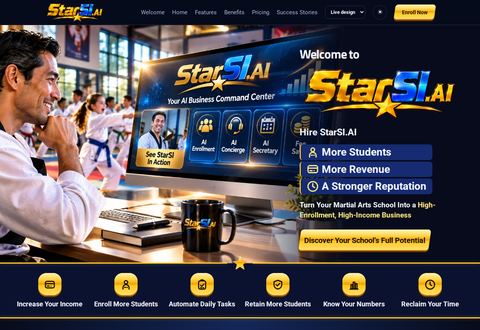 StarSI.AI
Welcome
Home
Features
Benefits
Pricing
Success Stories
Live design
Enroll Now
StarSI.AI
Your AI Business Command Center
See StarSI
In Action
AI
Enrollment
AI
Concierge
AI
Secretary
StarSI.AI
Welcome to
StarSI.AI
Hire StarSI.AI
More Students
More Revenue
A Stronger Reputation
Turn Your Martial Arts School Into a High-
Enrollment, High-Income Business
Discover Your School's Full Potential
Increase Your Income
Enroll More Students
Automate Daily Tasks
Retain More Students
Know Your Numbers
Reclaim Your Time